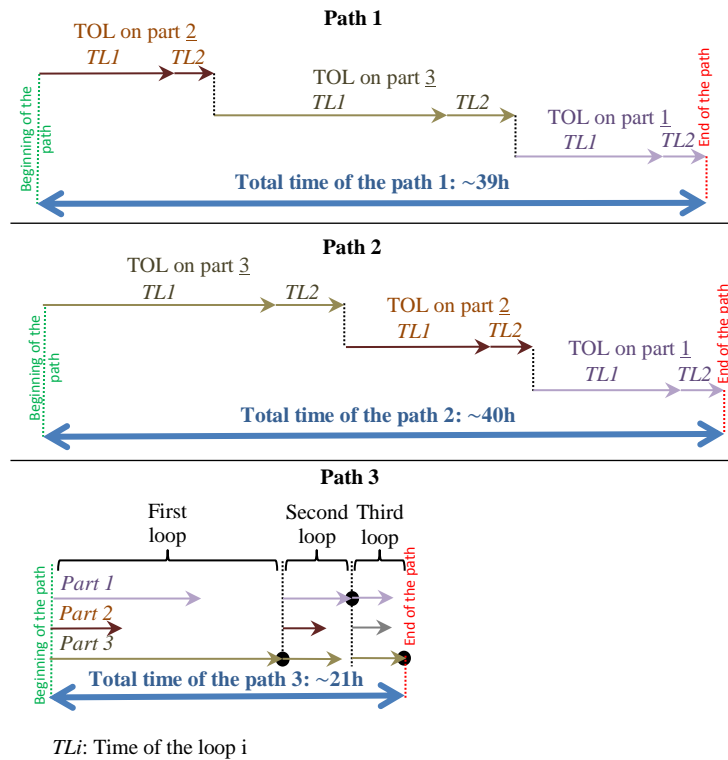 Path 1
TOL on part 2
TL1 TL2
TOL on part 3
TL1 TL2
TOL on part 1
TL1 TL2
Beginning of the
path
End of the path
Total time of the path 1: ~39h
Path 2
TOL on part 3
TL1 TL2
TOL on part 2
TL1 TL2
TOL on part 1
TL1 TL2
Beginning of the
path
End of the path
Total time of the path 2: ~40h
Path 3
First
loop
Second
loop
Third
loop
Part 1
Part 2
Part 3
Beginning of the path
End of the path
Total time of the path 3: ~21h
TLi: Time of the loop i